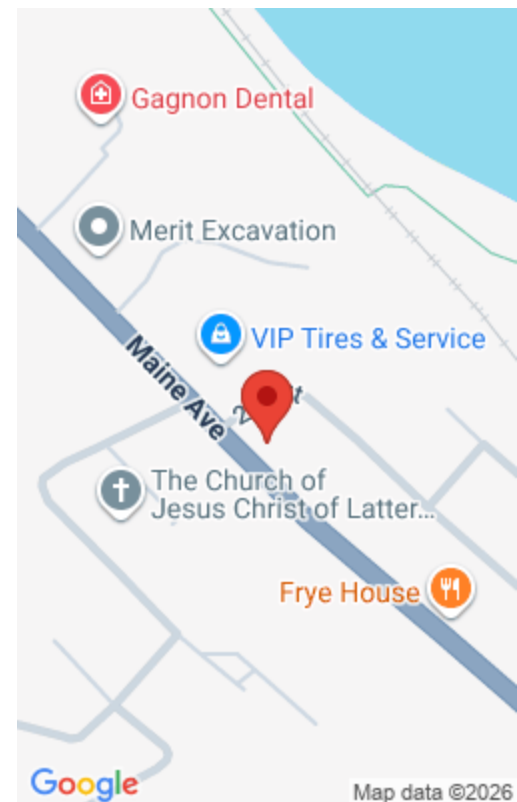 Gagnon Dental
Merit Excavation
VIP Tires & Service
Maine Ave
The Church of
Jesus Christ of Latter...
Frye House
Google
Map data ©2026